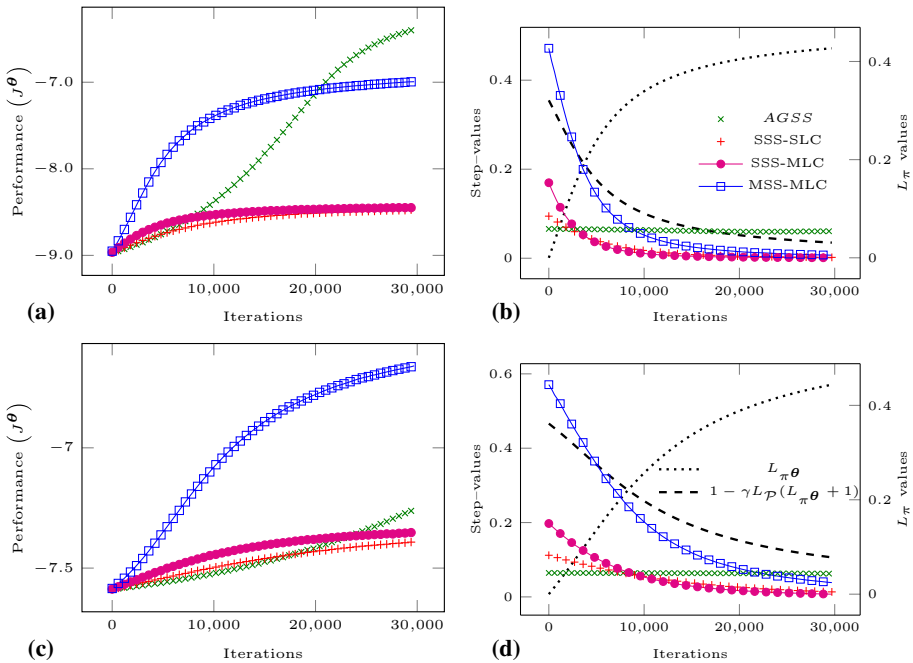 −7.0
−8.0
−9.0
0
10,000
20,000
30,000
Performance (J^θ)
Iterations
(a)
0.4
0.2
0
0
10,000
20,000
30,000
0.4
0.2
0
Step–values
L_π values
Iterations
AGSS
SSS-SLC
SSS-MLC
MSS-MLC
(b)
−7
−7.5
0
10,000
20,000
30,000
Performance (J^θ)
Iterations
(c)
0.6
0.4
0.2
0
0
10,000
20,000
30,000
0.4
0.2
0
Step–values
L_π values
Iterations
L_π^θ
1 − γL_P(L_π^θ + 1)
(d)